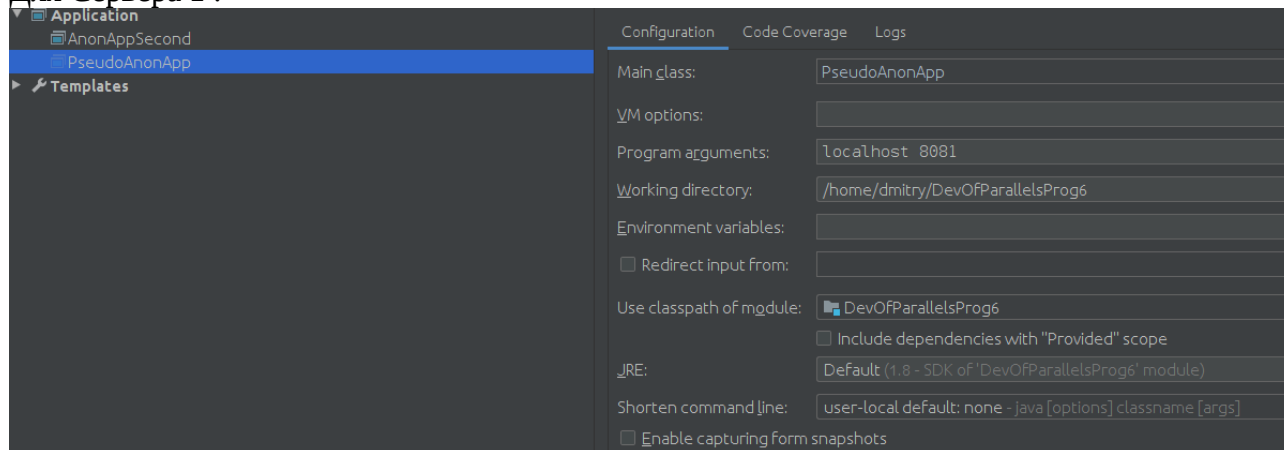 Для Сервера 1:
Application
AnonAppSecond
PseudoAnonApp
Templates
Configuration Code Coverage Logs
Main class: PseudoAnonApp
VM options:
Program arguments: localhost 8081
Working directory: /home/dmitry/DevOfParallelsProg6
Environment variables:
Redirect input from:
Use classpath of module: DevOfParallelsProg6
Include dependencies with "Provided" scope
JRE: Default (1.8 - SDK of 'DevOfParallelsProg6' module)
Shorten command line: user-local default: none - java [options] classname [args]
Enable capturing form snapshots